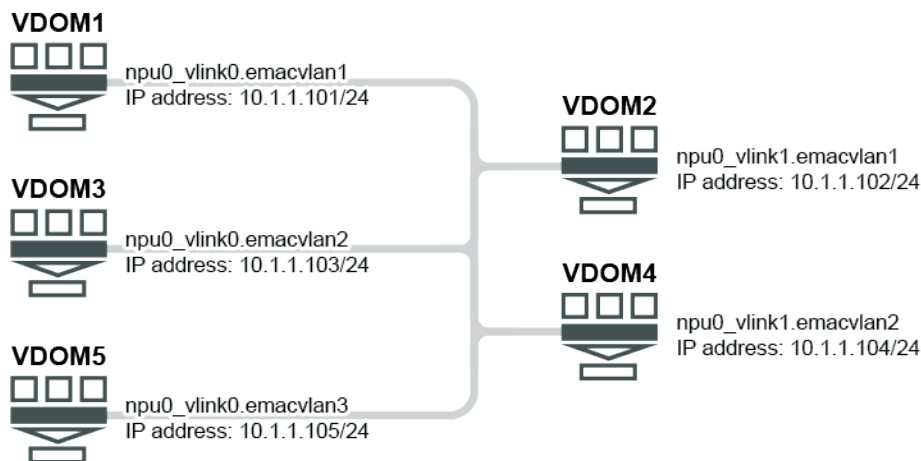 VDOM1
npu0_vlink0.emacvlan1
IP address: 10.1.1.101/24
VDOM2
npu0_vlink1.emacvlan1
IP address: 10.1.1.102/24
VDOM3
npu0_vlink0.emacvlan2
IP address: 10.1.1.103/24
VDOM4
npu0_vlink1.emacvlan2
IP address: 10.1.1.104/24
VDOM5
npu0_vlink0.emacvlan3
IP address: 10.1.1.105/24